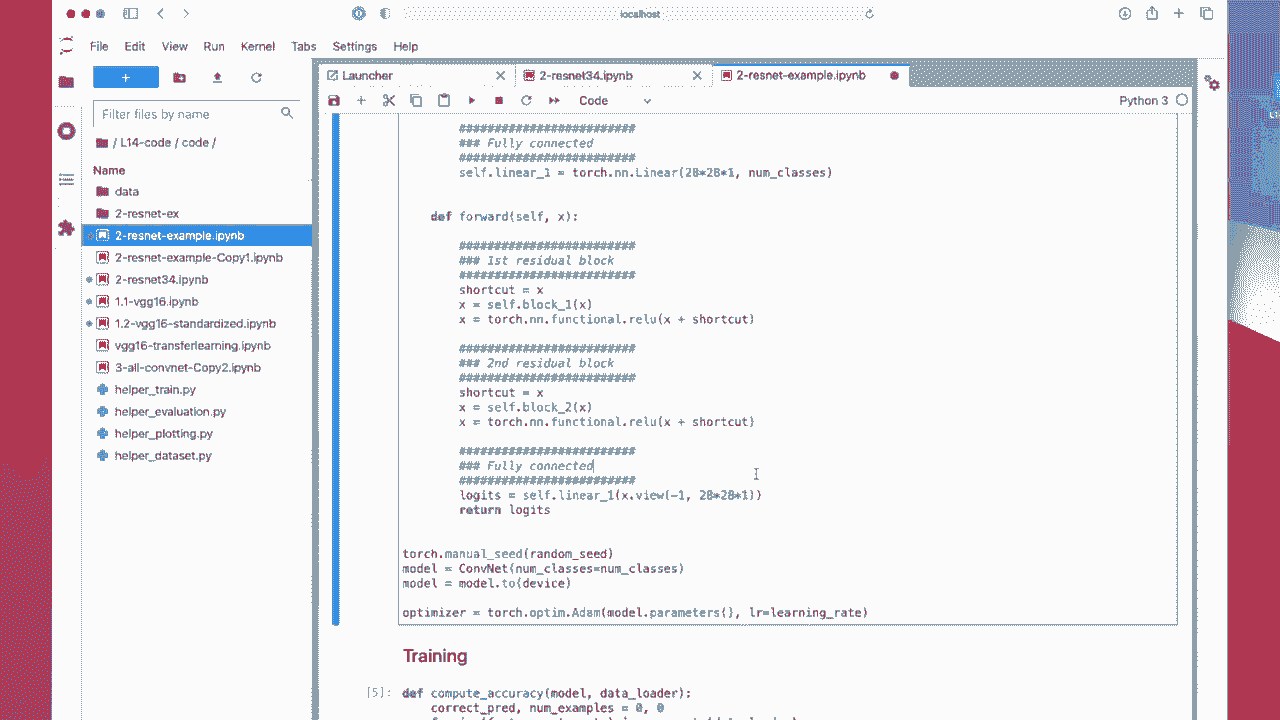 localhost
File Edit View Run Kernel Tabs Settings Help
+
Launcher
2-resnet34.ipynb
2-resnet-example.ipynb
Code
Python 3
Filter files by name
/ L14-code / code /
Name
data
2-resnet-ex
2-resnet-example.ipynb
2-resnet-example-Copy1.ipynb
2-resnet34.ipynb
1.1-vgg16.ipynb
1.2-vgg16-standardized.ipynb
vgg16-transferlearning.ipynb
3-all-convnet-Copy2.ipynb
helper_train.py
helper_evaluation.py
helper_plotting.py
helper_dataset.py
#########################
### Fully connected
#########################
self.linear_1 = torch.nn.Linear(28*28*1, num_classes)
def forward(self, x):
#########################
### 1st residual block
#########################
shortcut = x
x = self.block_1(x)
x = torch.nn.functional.relu(x + shortcut)
#########################
### 2nd residual block
#########################
shortcut = x
x = self.block_2(x)
x = torch.nn.functional.relu(x + shortcut)
#########################
### Fully connected
#########################
logits = self.linear_1(x.view(-1, 28*28*1))
return logits
torch.manual_seed(random_seed)
model = ConvNet(num_classes=num_classes)
model = model.to(device)
optimizer = torch.optim.Adam(model.parameters(), lr=learning_rate)
Training
[5]: def compute_accuracy(model, data_loader):
correct_pred, num_examples = 0, 0